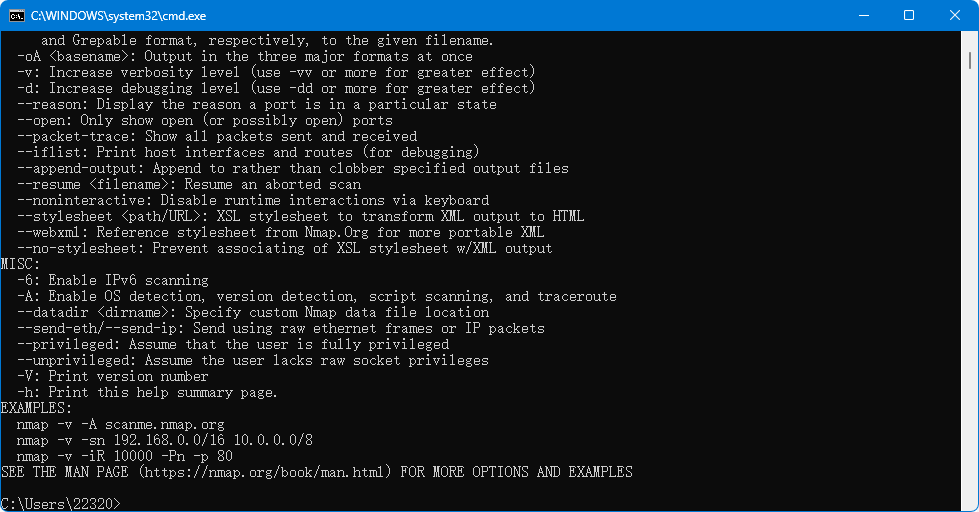 C:\WINDOWS\system32\cmd.exe
and Grepable format, respectively, to the given filename.
-oA <basename>: Output in the three major formats at once
-v: Increase verbosity level (use -vv or more for greater effect)
-d: Increase debugging level (use -dd or more for greater effect)
--reason: Display the reason a port is in a particular state
--open: Only show open (or possibly open) ports
--packet-trace: Show all packets sent and received
--iflist: Print host interfaces and routes (for debugging)
--append-output: Append to rather than clobber specified output files
--resume <filename>: Resume an aborted scan
--noninteractive: Disable runtime interactions via keyboard
--stylesheet <path/URL>: XSL stylesheet to transform XML output to HTML
--webxml: Reference stylesheet from Nmap.Org for more portable XML
--no-stylesheet: Prevent associating of XSL stylesheet w/XML output
MISC:
-6: Enable IPv6 scanning
-A: Enable OS detection, version detection, script scanning, and traceroute
--datadir <dirname>: Specify custom Nmap data file location
--send-eth/--send-ip: Send using raw ethernet frames or IP packets
--privileged: Assume that the user is fully privileged
--unprivileged: Assume the user lacks raw socket privileges
-V: Print version number
-h: Print this help summary page.
EXAMPLES:
nmap -v -A scanme.nmap.org
nmap -v -sn 192.168.0.0/16 10.0.0.0/8
nmap -v -iR 10000 -Pn -p 80
SEE THE MAN PAGE (https://nmap.org/book/man.html) FOR MORE OPTIONS AND EXAMPLES
C:\Users\22320>